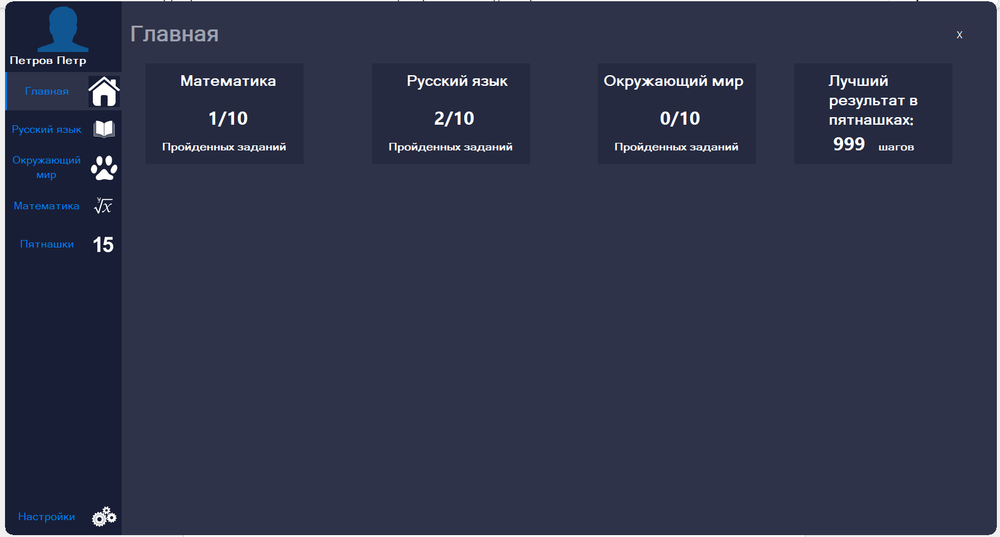 Петров Петр
Главная
Русский язык
Окружающий
мир
Математика
Пятнашки
15
Настройки
Главная
X
Математика
1/10
Пройденных заданий
Русский язык
2/10
Пройденных заданий
Окружающий мир
0/10
Пройденных заданий
Лучший
результат в
пятнашках:
999 шагов